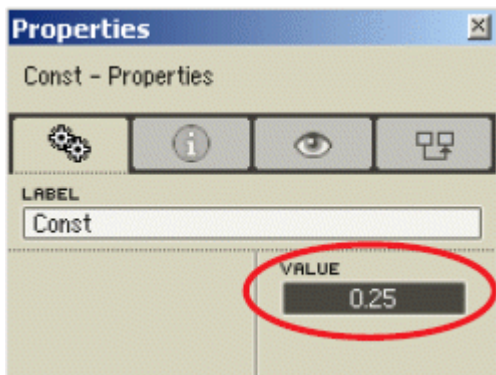 Properties
Const - Properties
LABEL
Const
VALUE
0.25